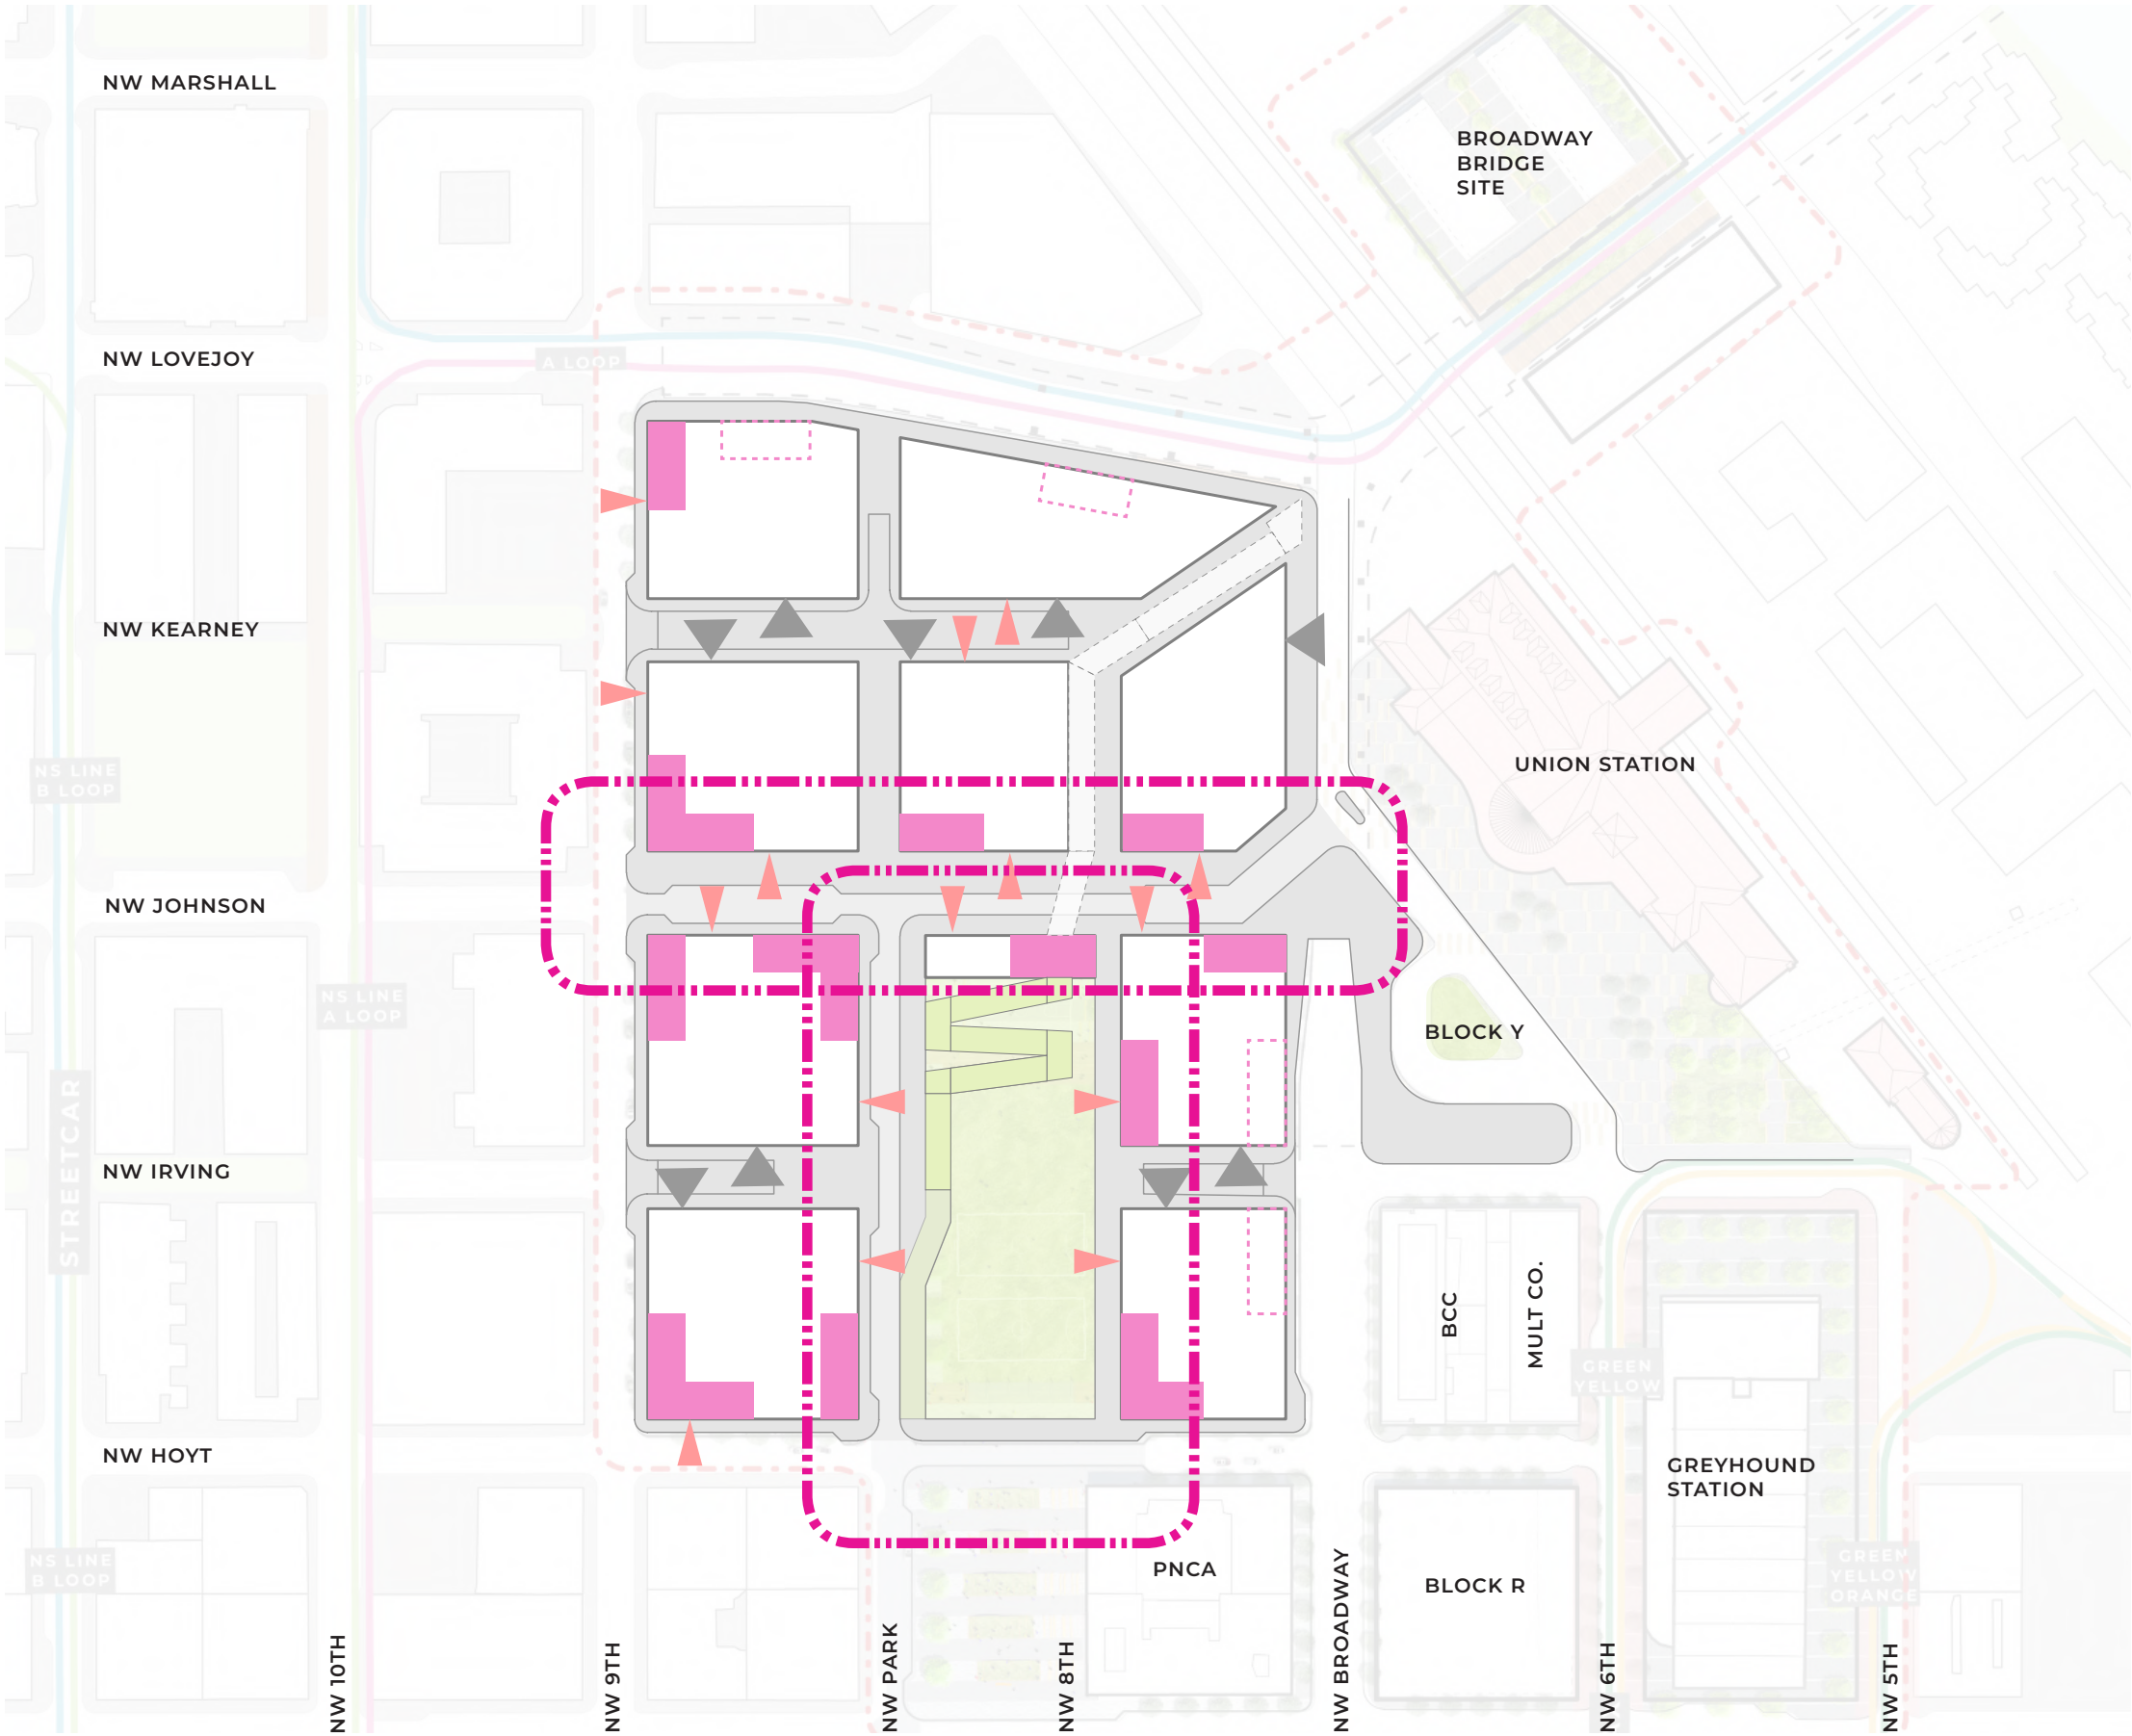 NW MARSHALL
BROADWAY
BRIDGE
SITE
NW LOVEJOY
A LOOP
NW KEARNEY
NS LINE
B LOOP
UNION STATION
NW JOHNSON
NS LINE
A LOOP
BLOCK Y
STREETCAR
NW IRVING
BCC
MULT CO.
GREEN
YELLOW
NW HOYT
GREYHOUND
STATION
NS LINE
B LOOP
PNCA
BLOCK R
GREEN
YELLOW
ORANGE
NW 10TH
NW 9TH
NW PARK
NW 8TH
NW BROADWAY
NW 6TH
NW 5TH